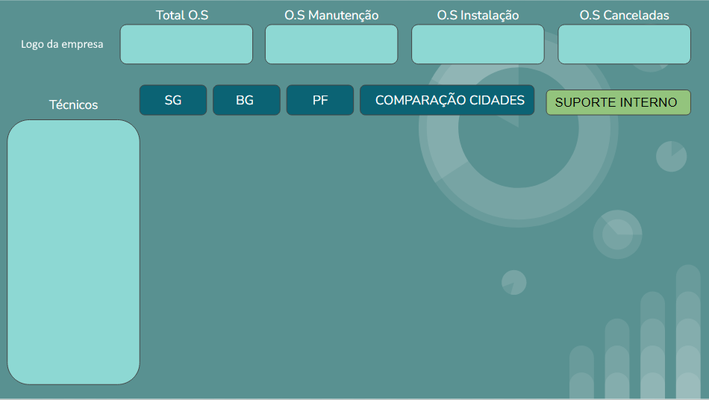 Total O.S
O.S Manutenção
O.S Instalação
O.S Canceladas
Logo da empresa
Técnicos
SG
BG
PF
COMPARAÇÃO CIDADES
SUPORTE INTERNO